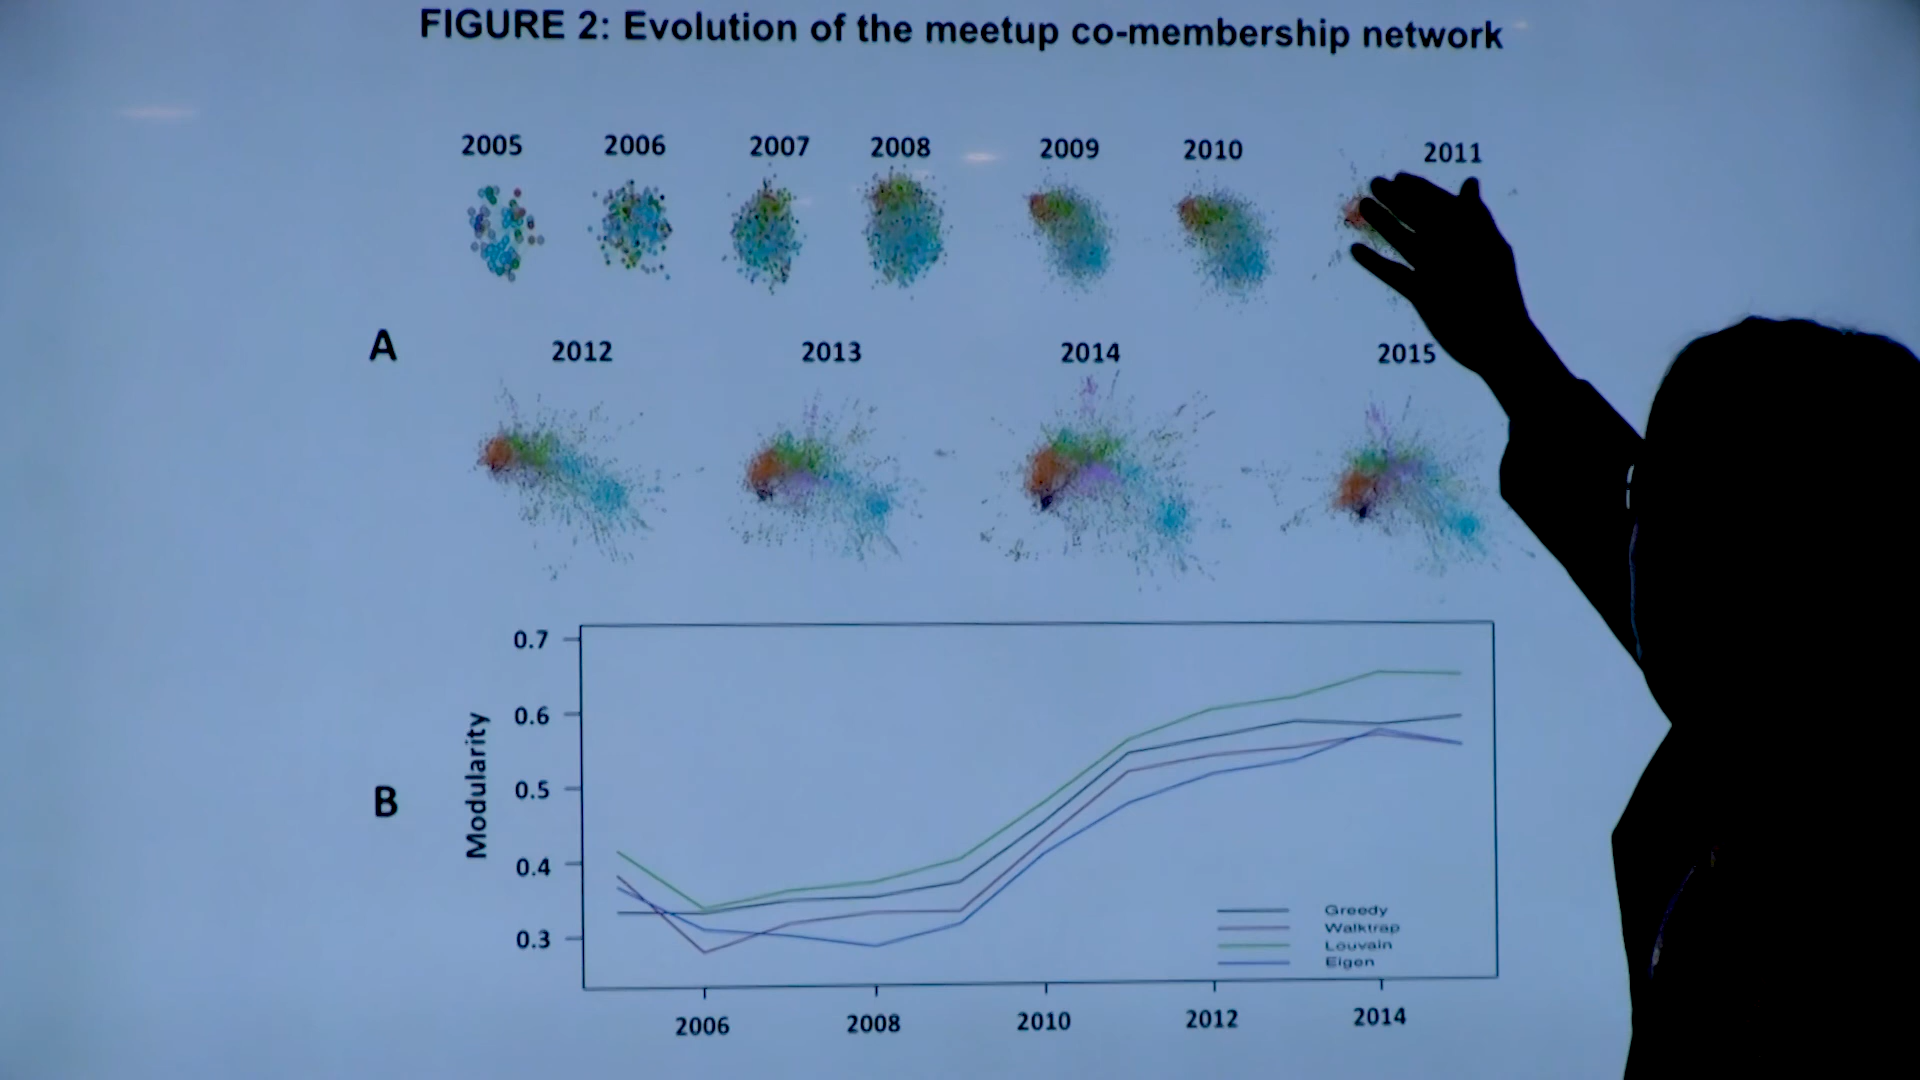 FIGURE 2: Evolution of the meetup co-membership network
2005 2006 2007 2008 2009 2010 2011
A
2012 2013 2014 2015
B
Modularity
0.7
0.6
0.5
0.4
0.3
Greedy
Walktrap
Louvain
Eigen
2006 2008 2010 2012 2014